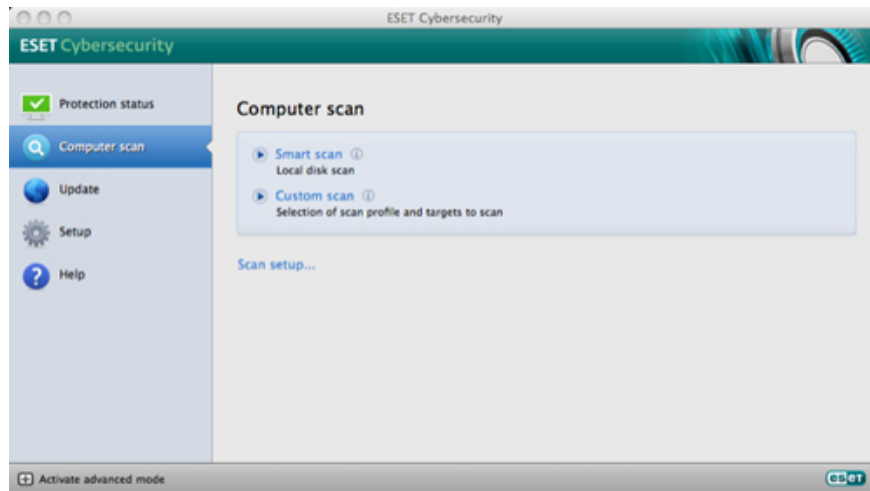 ESET Cybersecurity
ESET Cybersecurity
Protection status
Computer scan
Update
Setup
Help
Computer scan
Smart scan
Local disk scan
Custom scan
Selection of scan profile and targets to scan
Scan setup...
Activate advanced mode
eset